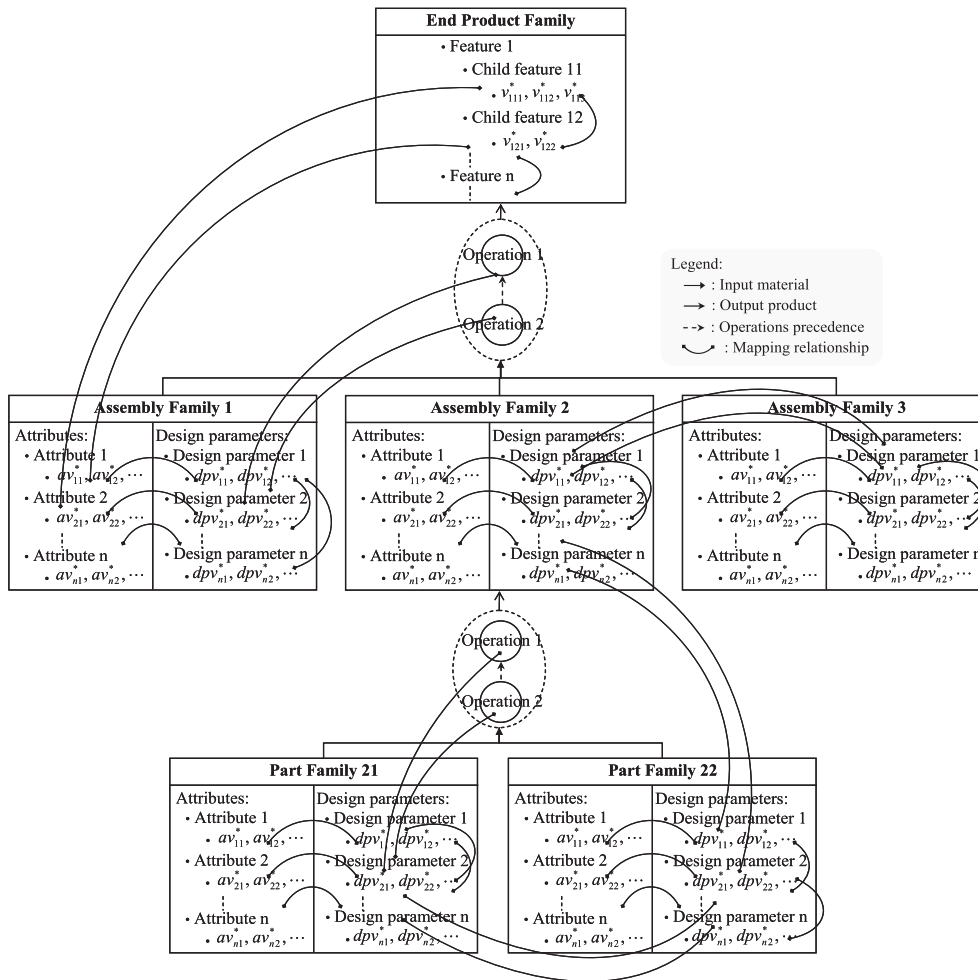 End Product Family
• Feature 1
• Child feature 11
• v*111, v*112, v*113
• Child feature 12
• v*121, v*122
• Feature n
Operation 1
Operation 2
Legend:
: Input material
: Output product
: Operations precedence
: Mapping relationship
Assembly Family 1
Attributes:
• Attribute 1
• av*11, av*12, ···
• Attribute 2
• av*21, av*22, ···
• Attribute n
• av*n1, av*n2, ···
Design parameters:
• Design parameter 1
• dpv*11, dpv*12, ···
• Design parameter 2
• dpv*21, dpv*22, ···
• Design parameter n
• dpv*n1, dpv*n2, ···
Assembly Family 2
Attributes:
• Attribute 1
• av*11, av*12, ···
• Attribute 2
• av*21, av*22, ···
• Attribute n
• av*n1, av*n2, ···
Design parameters:
• Design parameter 1
• dpv*11, dpv*12, ···
• Design parameter 2
• dpv*21, dpv*22, ···
• Design parameter n
• dpv*n1, dpv*n2, ···
Assembly Family 3
Attributes:
• Attribute 1
• av*11, av*12, ···
• Attribute 2
• av*21, av*22, ···
• Attribute n
• av*n1, av*n2, ···
Design parameters:
• Design parameter 1
• dpv*11, dpv*12, ···
• Design parameter 2
• dpv*21, dpv*22, ···
• Design parameter n
• dpv*n1, dpv*n2, ···
Operation 1
Operation 2
Part Family 21
Attributes:
• Attribute 1
• av*11, av*12, ···
• Attribute 2
• av*21, av*22, ···
• Attribute n
• av*n1, av*n2, ···
Design parameters:
• Design parameter 1
• dpv*11, dpv*12, ···
• Design parameter 2
• dpv*21, dpv*22, ···
• Design parameter n
• dpv*n1, dpv*n2, ···
Part Family 22
Attributes:
• Attribute 1
• av*11, av*12, ···
• Attribute 2
• av*21, av*22, ···
• Attribute n
• av*n1, av*n2, ···
Design parameters:
• Design parameter 1
• dpv*11, dpv*12, ···
• Design parameter 2
• dpv*21, dpv*22, ···
• Design parameter n
• dpv*n1, dpv*n2, ···